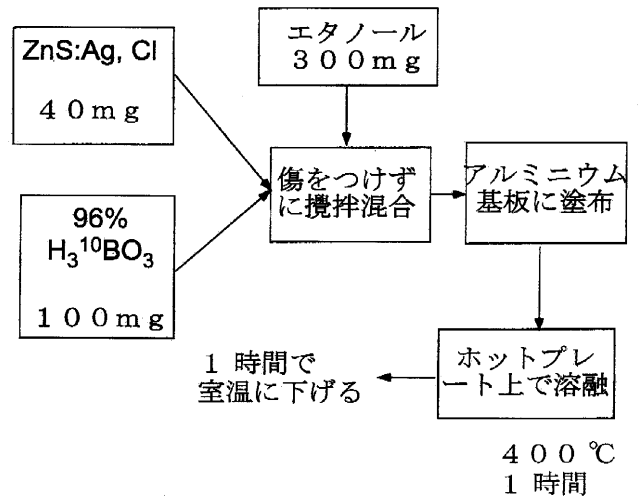 ZnS:Ag, Cl
４０ｍｇ
エタノール
３００ｍｇ
96%
H₃¹⁰BO₃
１００ｍｇ
傷をつけず
に攪拌混合
アルミニウム
基板に塗布
ホットプレ
ート上で溶融
４００℃
１時間
１時間で
室温に下げる